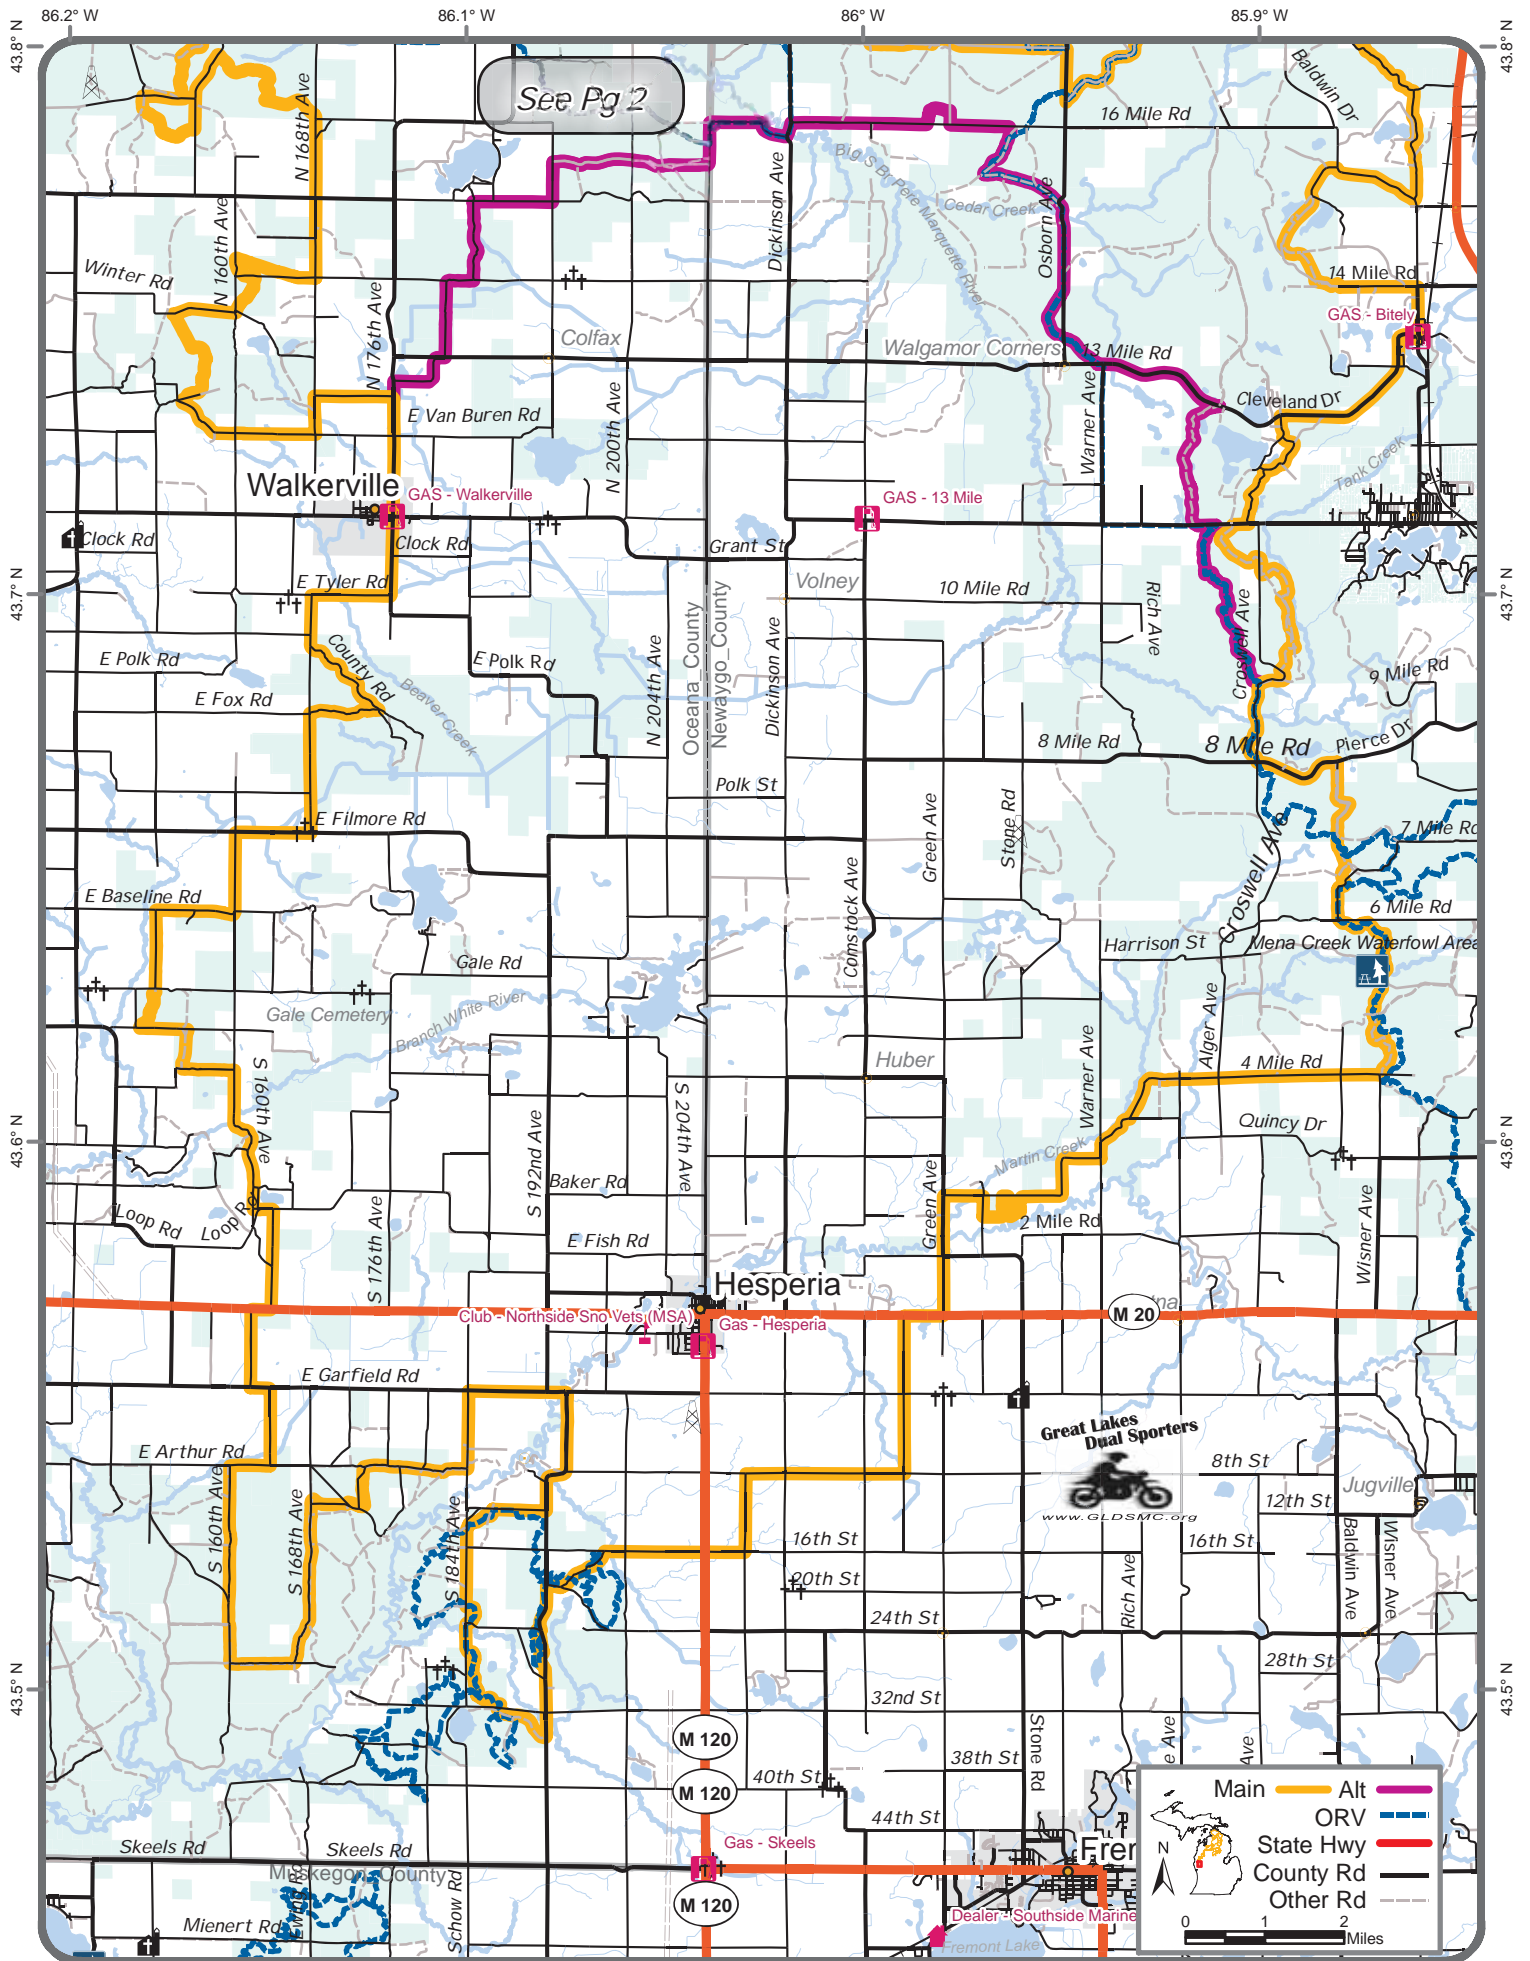 86.2° W
86.1° W
86° W
85.9° W
43.8° N
43.8° N
See Pg 2
Baldwin Dr
N 168th Ave
16 Mile Rd
Big S Br Pere Marquette River
Dickinson Ave
Cedar Creek
Osborn Ave
N 160th Ave
Winter Rd
14 Mile Rd
N 176th Ave
GAS - Bitely
Colfax
Walgamor Corners
13 Mile Rd
Cleveland Dr
E Van Buren Rd
N 200th Ave
Warner Ave
Tank Creek
Walkerville
GAS - Walkerville
GAS - 13 Mile
Clock Rd
Clock Rd
Grant St
E Tyler Rd
Volney
10 Mile Rd
43.7° N
43.7° N
Rich Ave
Croswell Ave
County Rd
E Polk Rd
E Polk Rd
N 204th Ave
Oceana_County
Newaygo_County
Dickinson Ave
9 Mile Rd
E Fox Rd
Beaver Creek
8 Mile Rd
8 Mile Rd
Pierce Dr
Polk St
E Filmore Rd
Green Ave
Stone Rd
7 Mile Rd
Croswell Ave
E Baseline Rd
Comstock Ave
6 Mile Rd
Harrison St
Mena Creek Waterfowl Area
Gale Rd
Gale Cemetery
Branch White River
Alger Ave
Huber
4 Mile Rd
S 160th Ave
S 204th Ave
Warner Ave
Quincy Dr
43.6° N
43.6° N
S 192nd Ave
Martin Creek
Baker Rd
Green Ave
Loop Rd
Loop Rd
S 176th Ave
2 Mile Rd
Wisner Ave
E Fish Rd
Hesperia
Club - Northside Sno Vets (MSA)
Gas - Hesperia
M 20
E Garfield Rd
Great Lakes
Dual Sporters
www.GLDSMC.org
E Arthur Rd
8th St
Jugville
12th St
S 160th Ave
S 168th Ave
S 184th Ave
16th St
16th St
20th St
Rich Ave
Baldwin Ave
Wisner Ave
24th St
28th St
43.5° N
43.5° N
32nd St
M 120
Stone Rd
e Ave
Ave
38th St
40th St
M 120
44th St
Gas - Skeels
Skeels Rd
Skeels Rd
Muskegon_County
M 120
Ewing Rd
Schow Rd
Mienert Rd
Frer
Dealer - Southside Marine
Fremont Lake
Main
Alt
ORV
State Hwy
County Rd
Other Rd
N
0 1 2
Miles